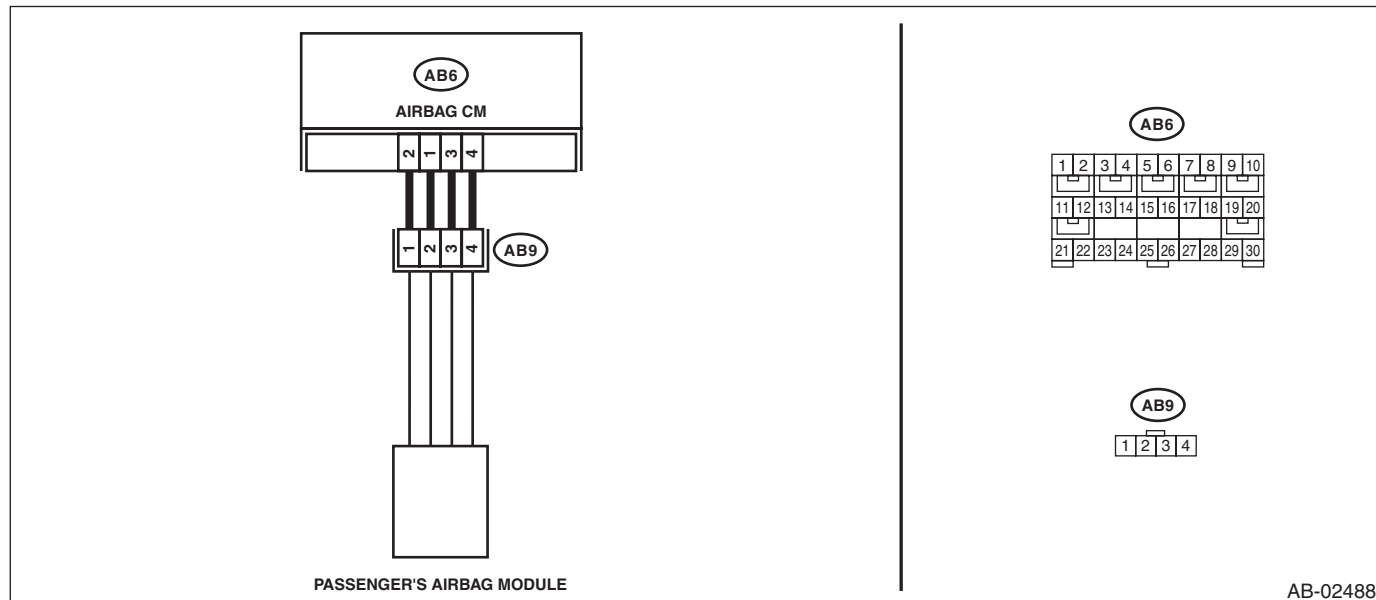 AB6
AIRBAG CM
2 1 3 4
1 2 3 4
AB9
PASSENGER'S AIRBAG MODULE
AB6
1 2 3 4 5 6 7 8 9 10
11 12 13 14 15 16 17 18 19 20
21 22 23 24 25 26 27 28 29 30
AB9
1 2 3 4
AB-02488